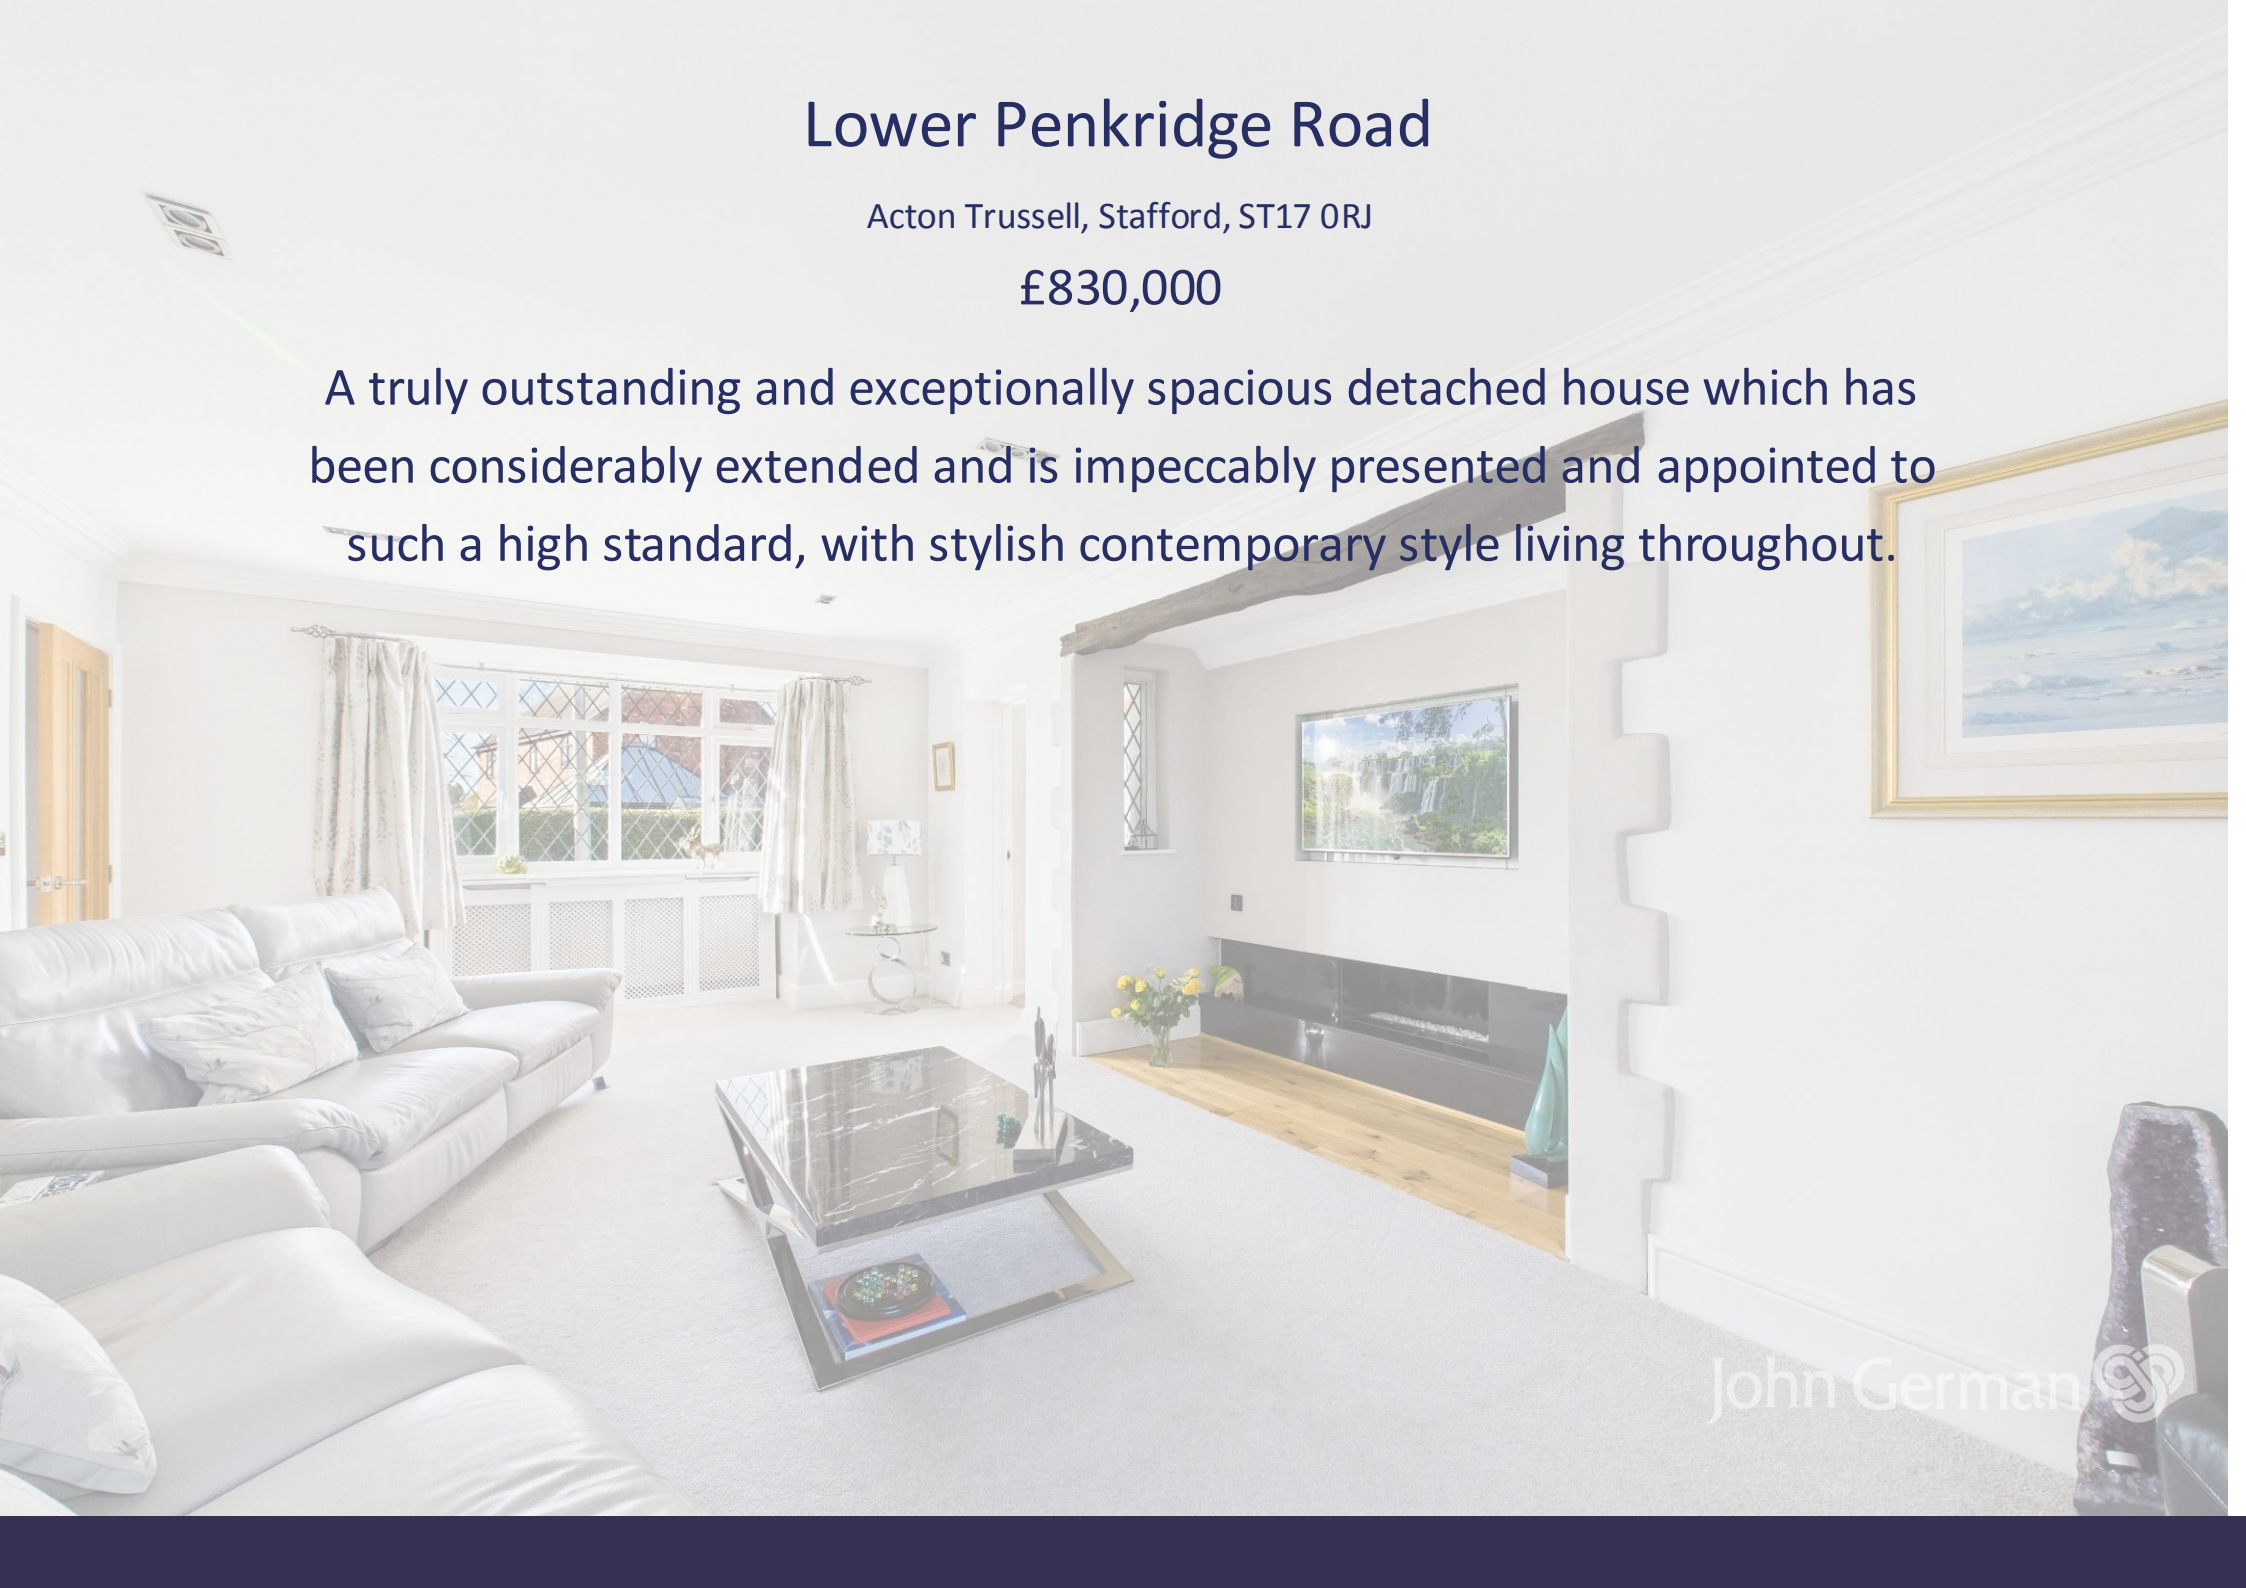 Lower Penkridge Road
Acton Trussell, Stafford, ST17 0RJ
£830,000
A truly outstanding and exceptionally spacious detached house which has
been considerably extended and is impeccably presented and appointed to
such a high standard, with stylish contemporary style living throughout.
John German